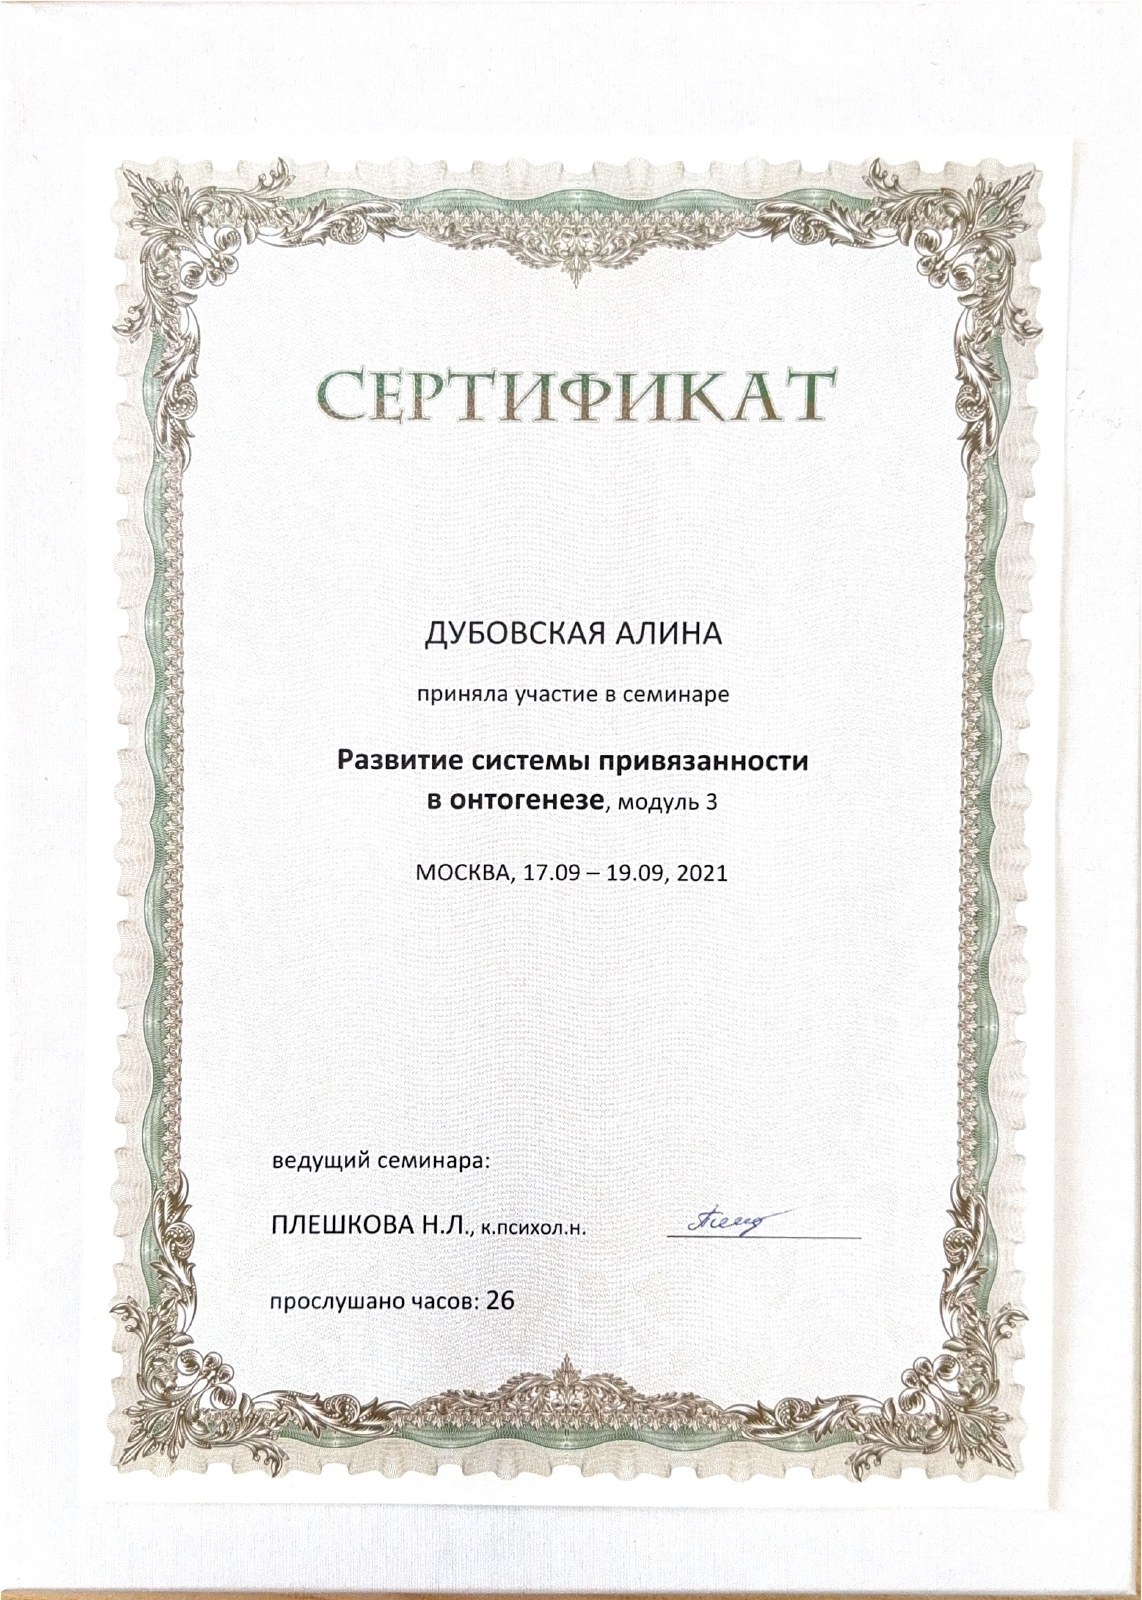 СЕРТИФИКАТ
ДУБОВСКАЯ АЛИНА
приняла участие в семинаре
Развитие системы привязанности
в онтогенезе, модуль 3
МОСКВА, 17.09 – 19.09, 2021
ведущий семинара:
ПЛЕШКОВА Н.Л., к.психол.н.
прослушано часов: 26